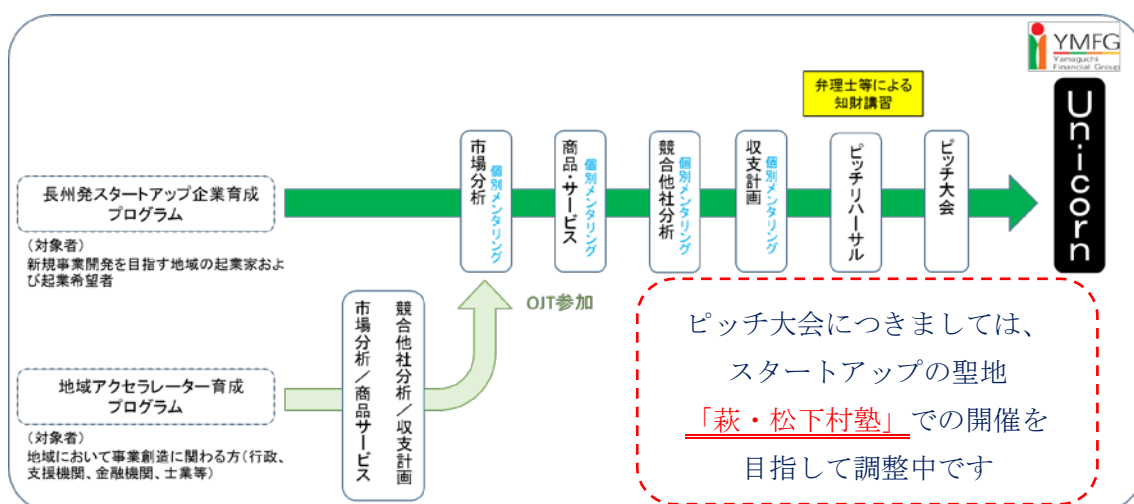 YMFG
Yamaguchi
Financial Group
Unicorn
弁理士等による
知財講習
長州発スタートアップ企業育成
プログラム
(対象者)
新規事業開発を目指す地域の起業家およ
び起業希望者
市場分析
個別メンタリング
商品・サービス
個別メンタリング
競合他社分析
個別メンタリング
収支計画
個別メンタリング
ピッチリハーサル
ピッチ大会
OJT参加
地域アクセラレーター育成
プログラム
(対象者)
地域において事業創造に関わる方(行政、
支援機関、金融機関、士業等)
競合他社分析/収支計画
市場分析/商品サービス
ピッチ大会につきましては、
スタートアップの聖地
「萩・松下村塾」での開催を
目指して調整中です